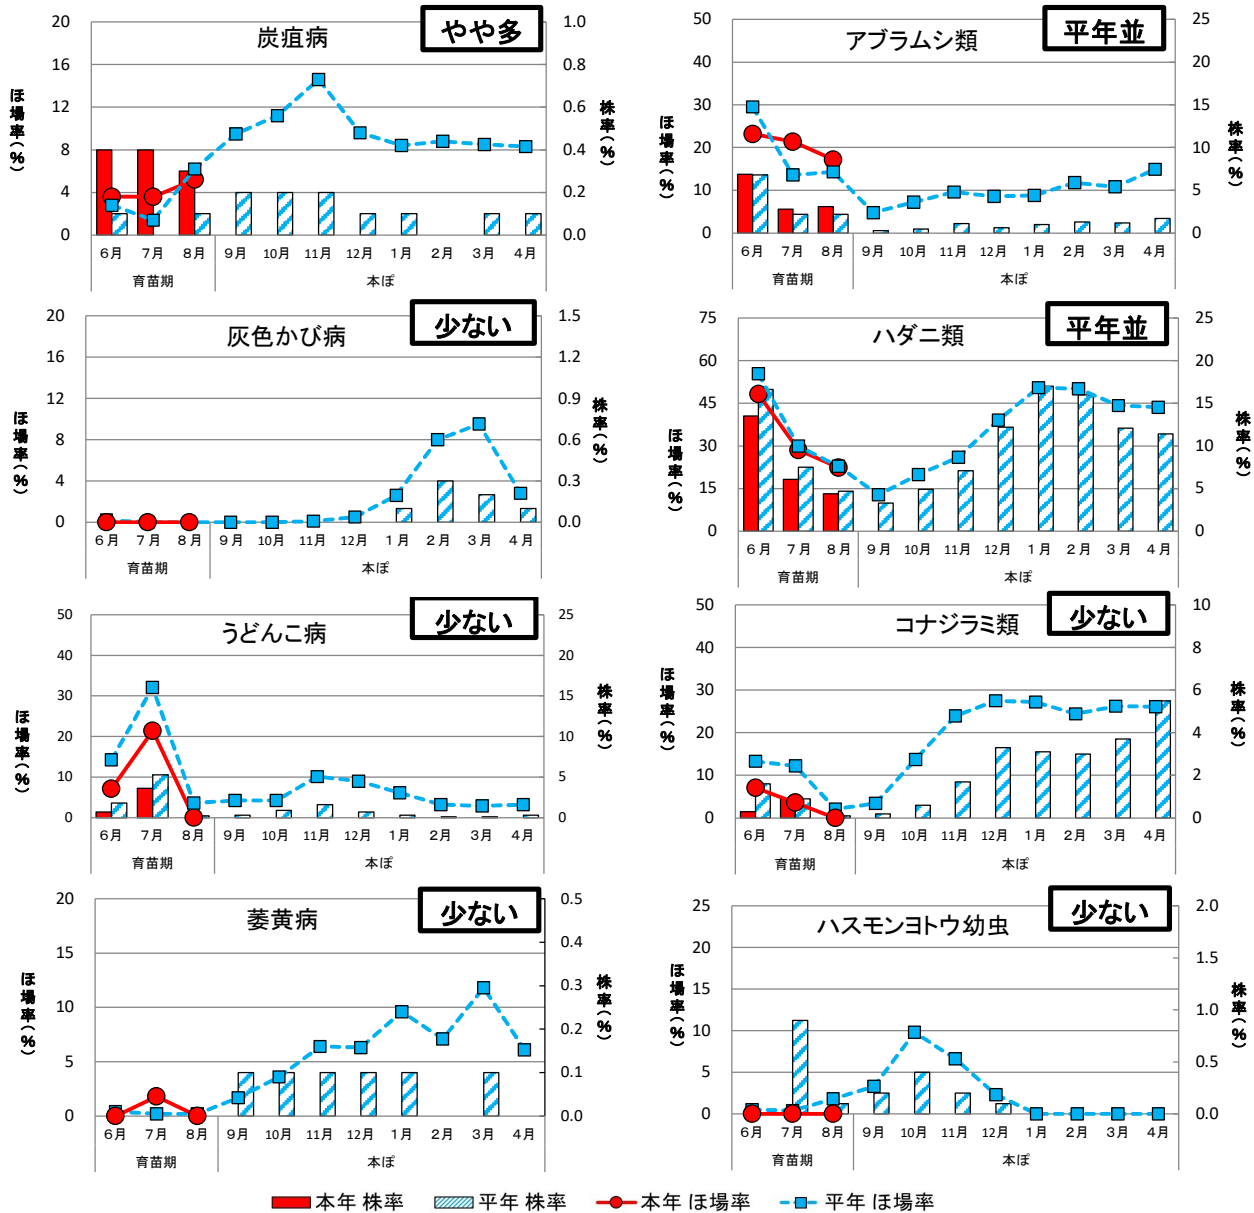 炭疽病
やや多
ほ場率(%)
株率(%)
20
16
12
8
4
0
1.0
0.8
0.6
0.4
0.2
0.0
6月 7月 8月 9月 10月 11月 12月 1月 2月 3月 4月
育苗期 本ぽ
アブラムシ類
平年並
ほ場率(%)
株率(%)
50
40
30
20
10
0
25
20
15
10
5
0
6月 7月 8月 9月 10月 11月 12月 1月 2月 3月 4月
育苗期 本ぽ
灰色かび病
少ない
ほ場率(%)
株率(%)
20
16
12
8
4
0
1.5
1.2
0.9
0.6
0.3
0.0
6月 7月 8月 9月 10月 11月 12月 1月 2月 3月 4月
育苗期 本ぽ
ハダニ類
平年並
ほ場率(%)
株率(%)
75
60
45
30
15
0
25
20
15
10
5
0
6月 7月 8月 9月 10月 11月 12月 1月 2月 3月 4月
育苗期 本ぽ
うどんこ病
少ない
ほ場率(%)
株率(%)
50
40
30
20
10
0
25
20
15
10
5
0
6月 7月 8月 9月 10月 11月 12月 1月 2月 3月 4月
育苗期 本ぽ
コナジラミ類
少ない
ほ場率(%)
株率(%)
50
40
30
20
10
0
10
8
6
4
2
0
6月 7月 8月 9月 10月 11月 12月 1月 2月 3月 4月
育苗期 本ぽ
萎黄病
少ない
ほ場率(%)
株率(%)
20
15
10
5
0
0.5
0.4
0.3
0.2
0.1
0.0
6月 7月 8月 9月 10月 11月 12月 1月 2月 3月 4月
育苗期 本ぽ
ハスモンヨトウ幼虫
少ない
ほ場率(%)
株率(%)
25
20
15
10
5
0
2.0
1.5
1.0
0.5
0.0
6月 7月 8月 9月 10月 11月 12月 1月 2月 3月 4月
育苗期 本ぽ
本年 株率 平年 株率 本年 ほ場率 平年 ほ場率